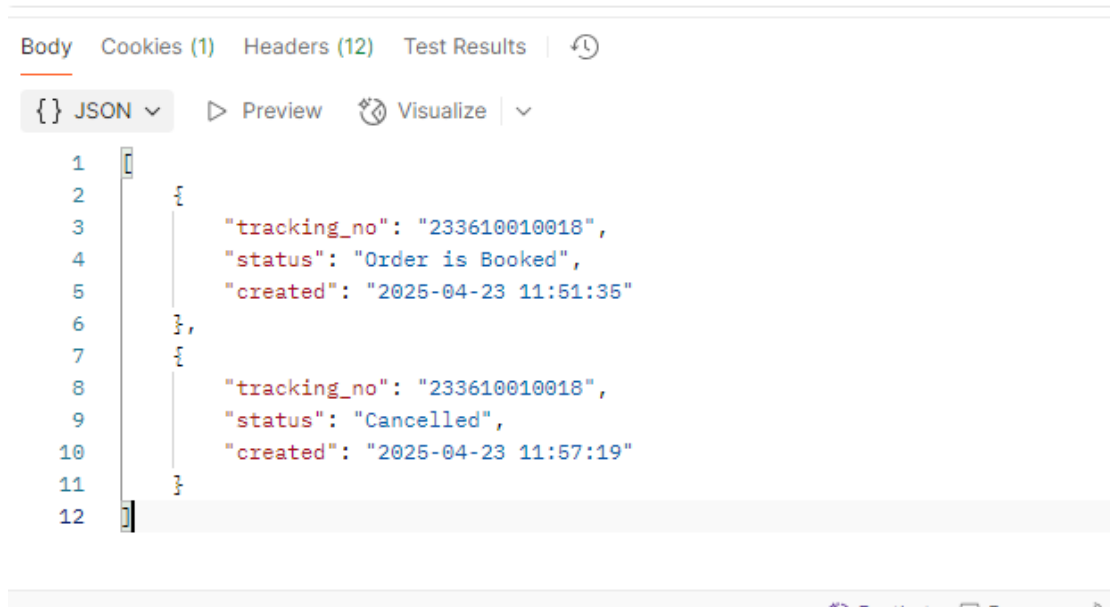 Body Cookies (1) Headers (12) Test Results
{} JSON Preview Visualize
1 [
2 {
3 "tracking_no": "233610010018",
4 "status": "Order is Booked",
5 "created": "2025-04-23 11:51:35"
6 },
7 {
8 "tracking_no": "233610010018",
9 "status": "Cancelled",
10 "created": "2025-04-23 11:57:19"
11 }
12 ]